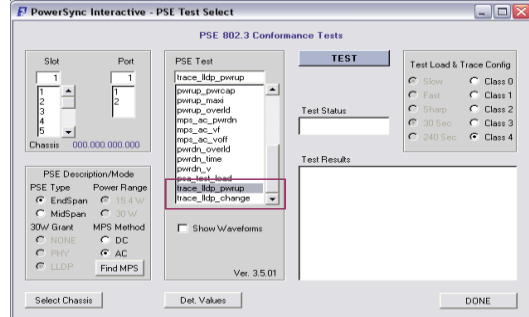 PowerSync Interactive - PSE Test Select
PSE 802.3 Conformance Tests
Slot
Port
1
1
1
2
3
4
5
1
2
Chassis 000.000.000.000
PSE Description/Mode
PSE Type
Power Range
EndSpan
15.4 W
MidSpan
30 W
30W Grant
MPS Method
NONE
DC
PHY
AC
LLDP
Find MPS
Select Chassis
PSE Test
trace_lldp_pwrup
pwrup_pwrcap
pwrup_maxi
pwrup_overld
mps_ac_pwrdn
mps_ac_vf
mps_ac_voff
pwrdn_overld
pwrdn_time
pwrdn_v
psa_test_load
trace_lldp_pwrup
trace_lldp_change
Show Waveforms
Ver. 3.5.01
Det. Values
TEST
Test Status
Test Results
Test Load & Trace Config
Slow
Class 0
Fast
Class 1
Sharp
Class 2
30 Sec
Class 3
240 Sec
Class 4
DONE